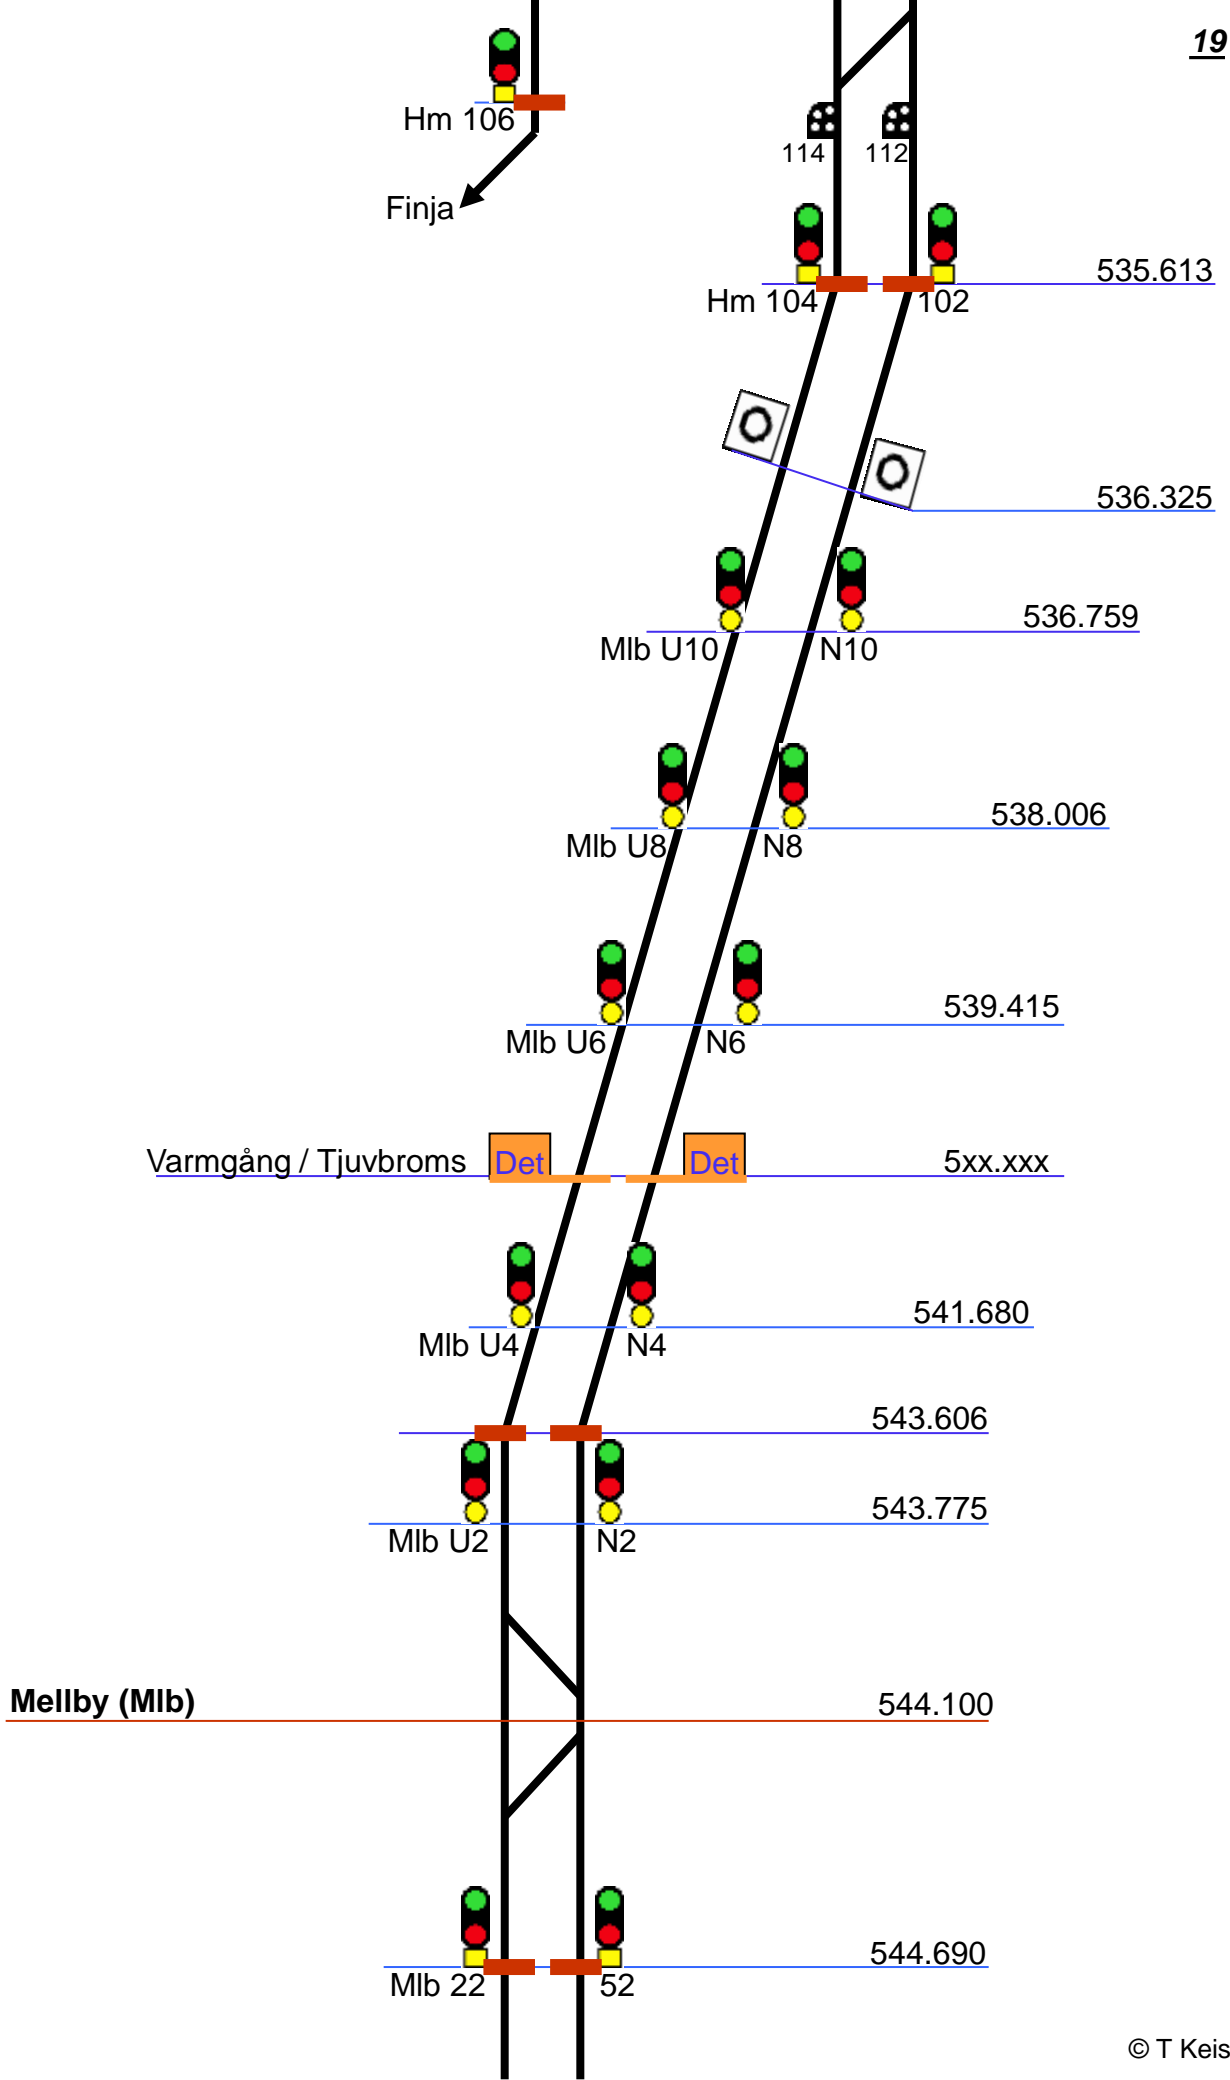 19
Hm 106
114 112
Finja
535.613
Hm 104 102
536.325
536.759
Mlb U10 N10
538.006
Mlb U8 N8
539.415
Mlb U6 N6
Varmgång / Tjuvbroms Det Det 5xx.xxx
541.680
Mlb U4 N4
543.606
543.775
Mlb U2 N2
Mellby (Mlb) 544.100
544.690
Mlb 22 52
© T Keis